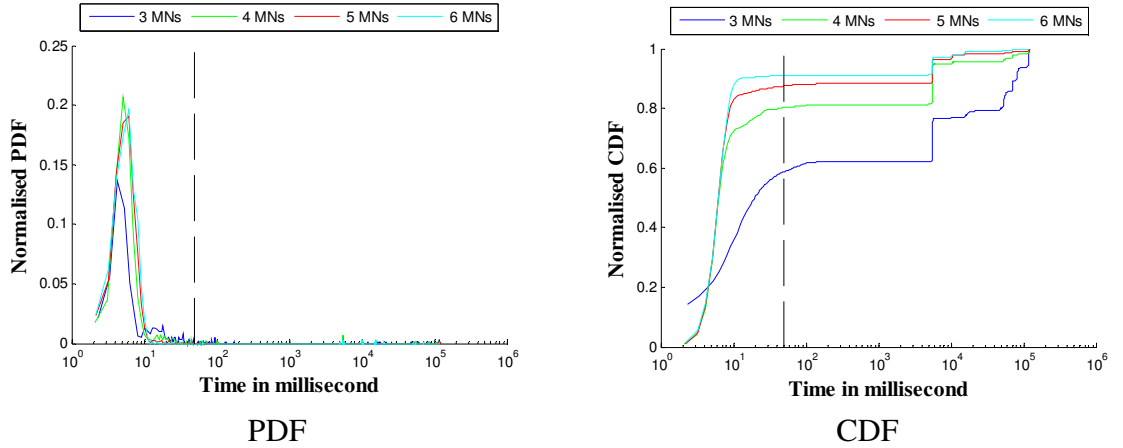 3 MNs 4 MNs 5 MNs 6 MNs
0.25
0.2
0.15
0.1
0.05
0
Normalised PDF
10^0 10^1 10^2 10^3 10^4 10^5 10^6
Time in millisecond
PDF
3 MNs 4 MNs 5 MNs 6 MNs
1
0.8
0.6
0.4
0.2
0
Normalised CDF
10^0 10^1 10^2 10^3 10^4 10^5 10^6
Time in millisecond
CDF